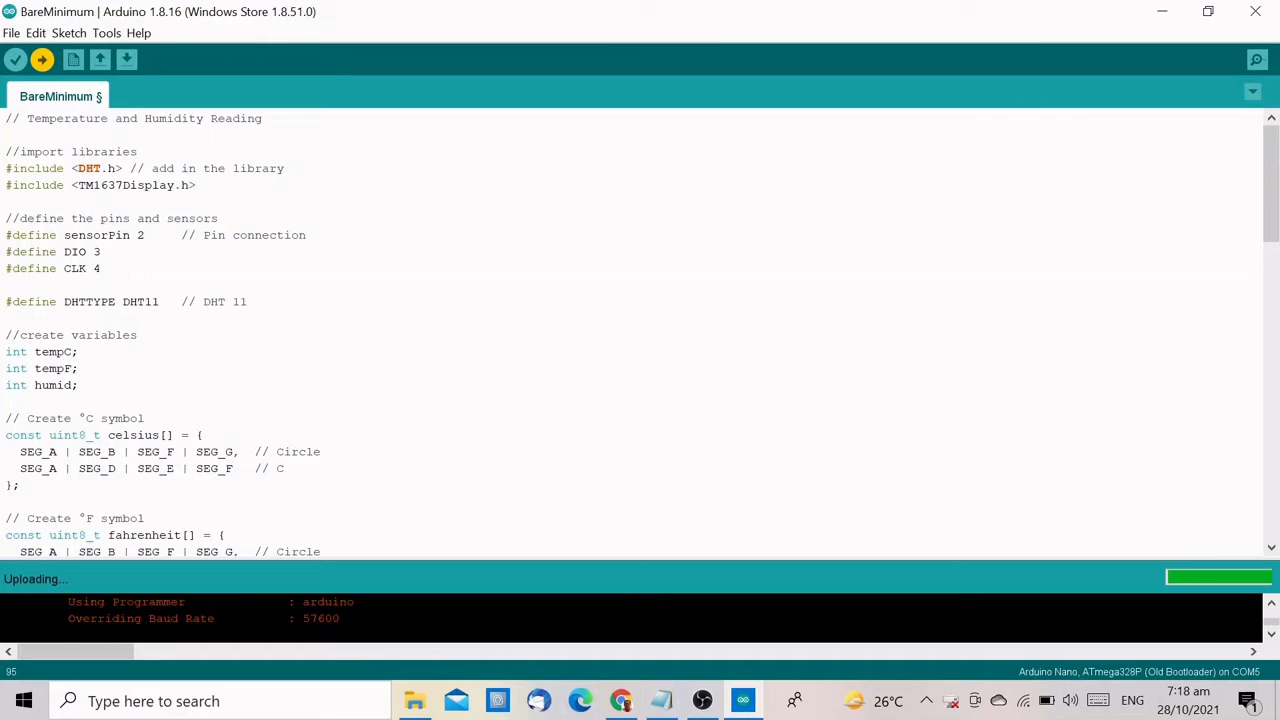 BareMinimum | Arduino 1.8.16 (Windows Store 1.8.51.0)
File Edit Sketch Tools Help
BareMinimum §
// Temperature and Humidity Reading
//import libraries
#include <DHT.h> // add in the library
#include <TM1637Display.h>
//define the pins and sensors
#define sensorPin 2     // Pin connection
#define DIO 3
#define CLK 4
#define DHTTYPE DHT11   // DHT 11
//create variables
int tempC;
int tempF;
int humid;
// Create °C symbol
const uint8_t celsius[] = {
  SEG_A | SEG_B | SEG_F | SEG_G,  // Circle
  SEG_A | SEG_D | SEG_E | SEG_F   // C
};
// Create °F symbol
const uint8_t fahrenheit[] = {
  SEG_A | SEG_B | SEG_F | SEG_G,  // Circle
Uploading...
Using Programmer              : arduino
Overriding Baud Rate          : 57600
95
Arduino Nano, ATmega328P (Old Bootloader) on COM5
Type here to search
26°C
ENG
7:18 am
28/10/2021
1